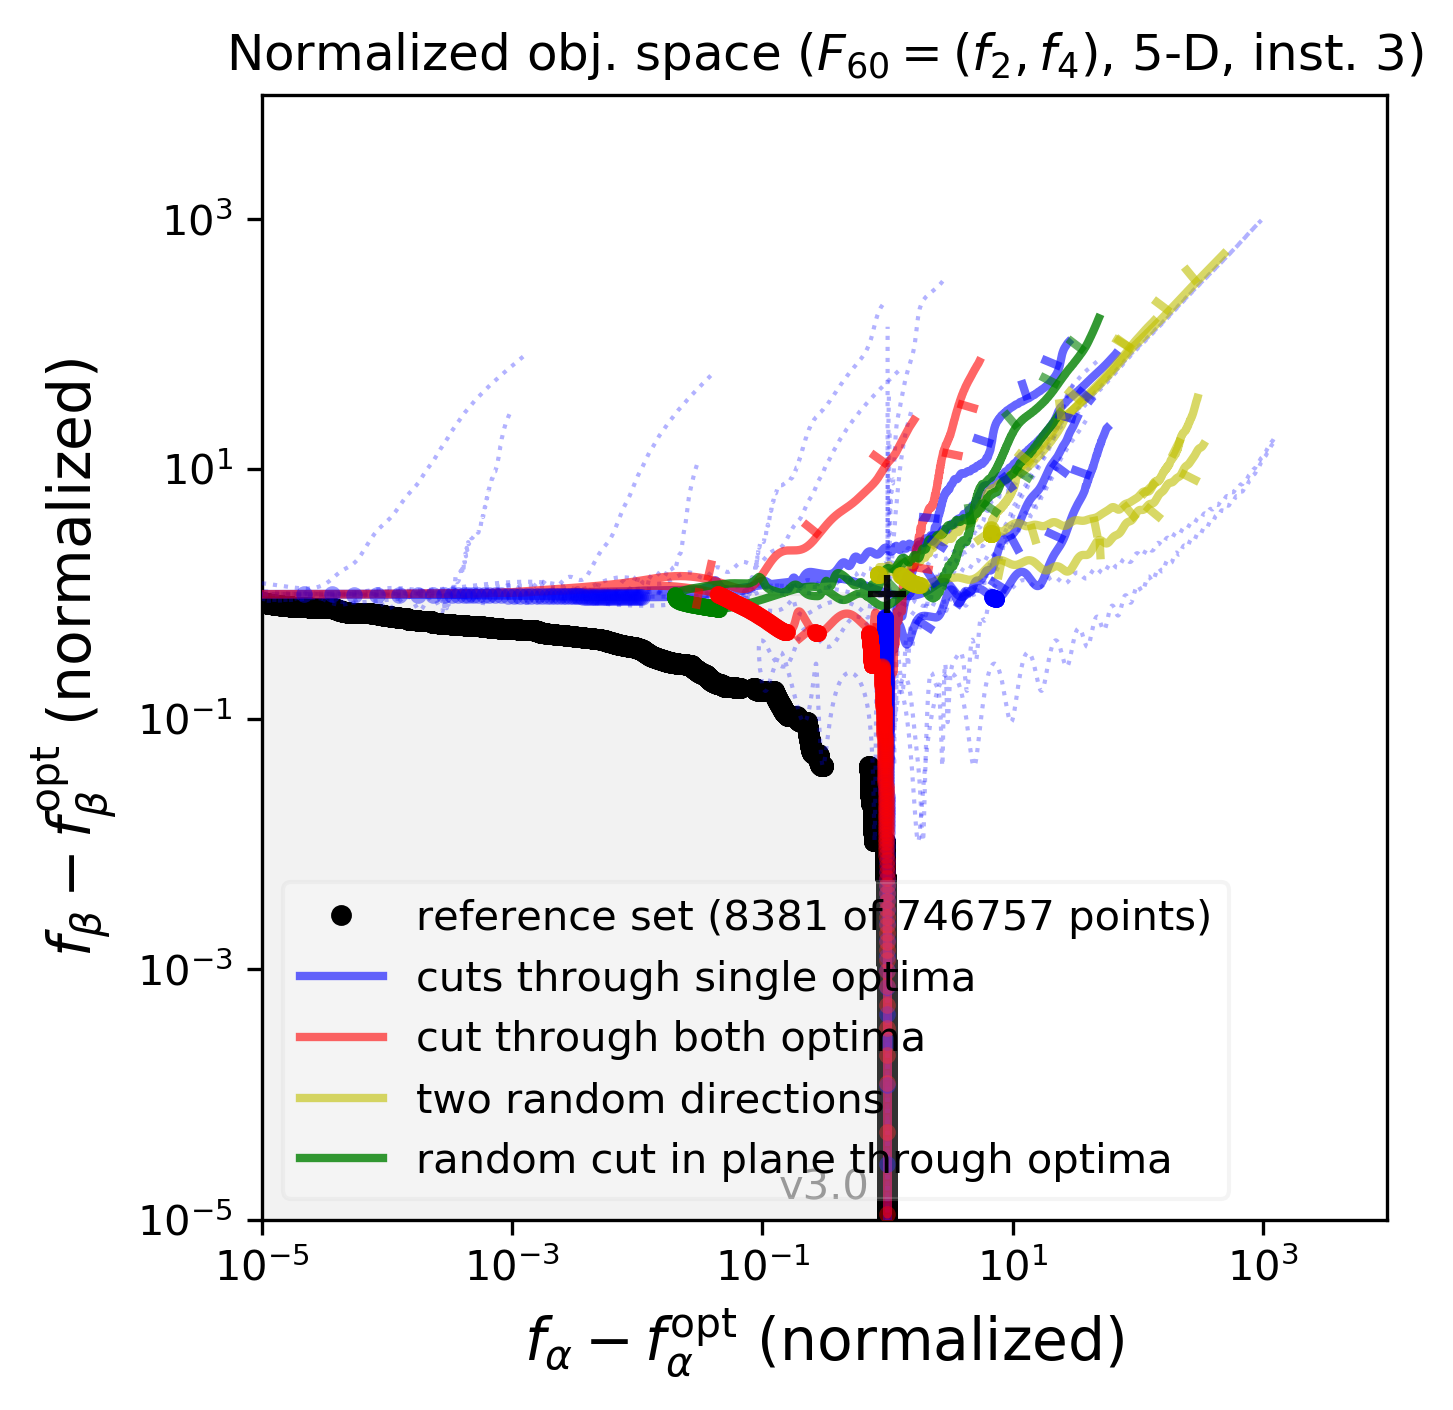 Normalized obj. space (F₆₀ = (f₂, f₄), 5-D, inst. 3)
10³
10¹
10⁻¹
10⁻³
10⁻⁵
f_β − f_β^opt (normalized)
reference set (8381 of 746757 points)
cuts through single optima
cut through both optima
two random directions
random cut in plane through optima
v3.0
10⁻⁵ 10⁻³ 10⁻¹ 10¹ 10³
f_α − f_α^opt (normalized)